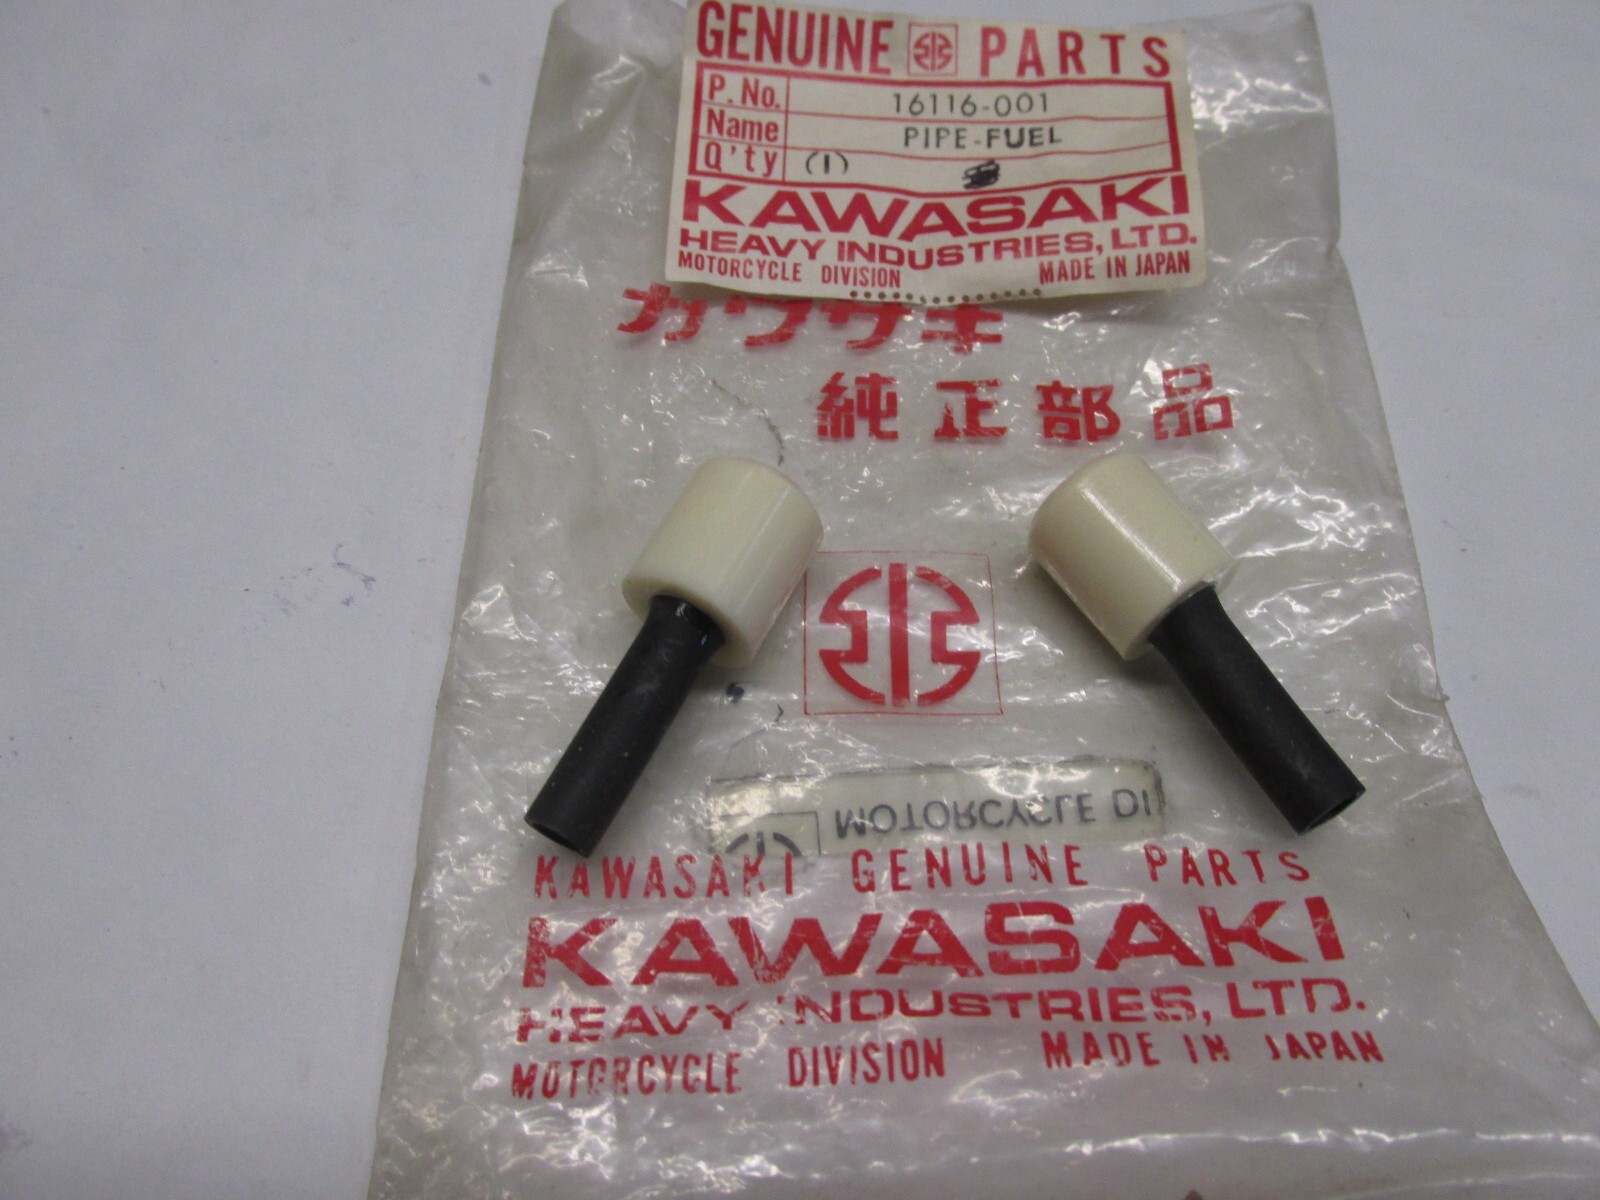 GENUINE PARTS
P. No. 16116-001
Name PIPE-FUEL
Q'ty (1)
KAWASAKI
HEAVY INDUSTRIES, LTD.
MOTORCYCLE DIVISION MADE IN JAPAN
カワサキ
純正部品
MOTORCYCLE DI
KAWASAKI GENUINE PARTS
KAWASAKI
HEAVY INDUSTRIES, LTD.
MOTORCYCLE DIVISION MADE IN JAPAN